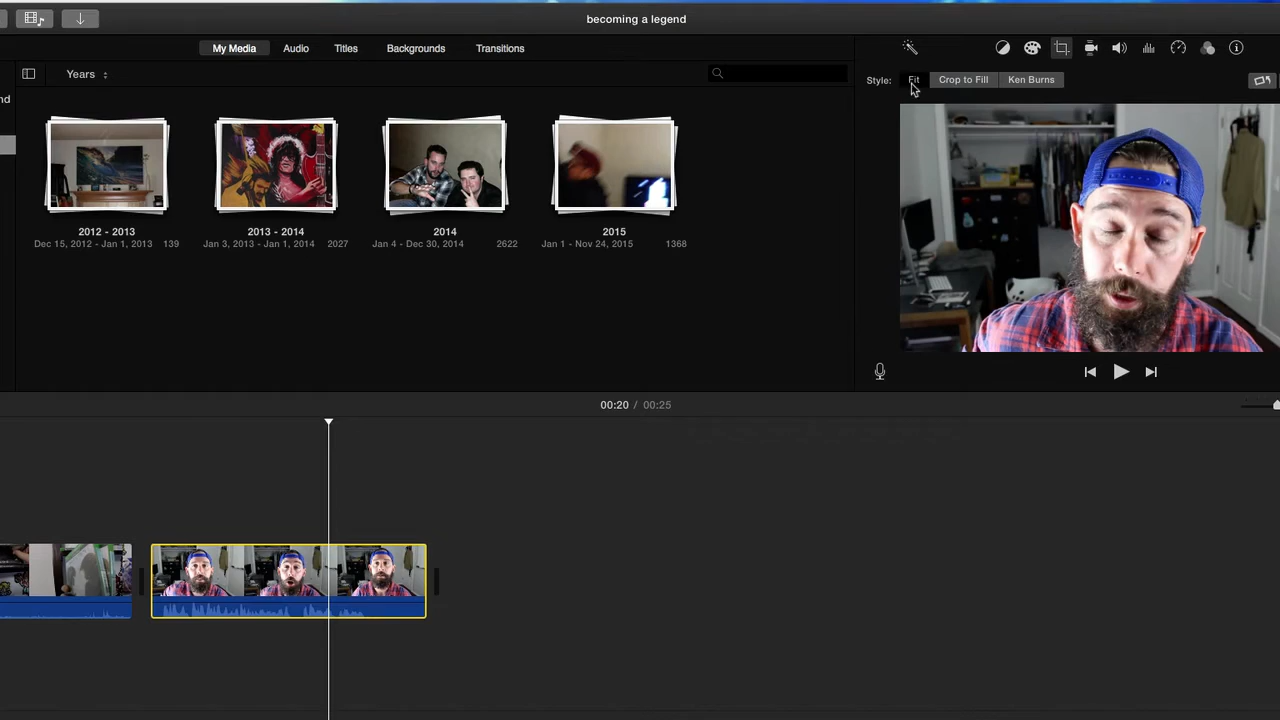 becoming a legend
My Media Audio Titles Backgrounds Transitions
Years
nd
Style: Fit Crop to Fill Ken Burns
2012 - 2013
Dec 15, 2012 - Jan 1, 2013 139
2013 - 2014
Jan 3, 2013 - Jan 1, 2014 2027
2014
Jan 4 - Dec 30, 2014 2622
2015
Jan 1 - Nov 24, 2015 1368
00:20 / 00:25